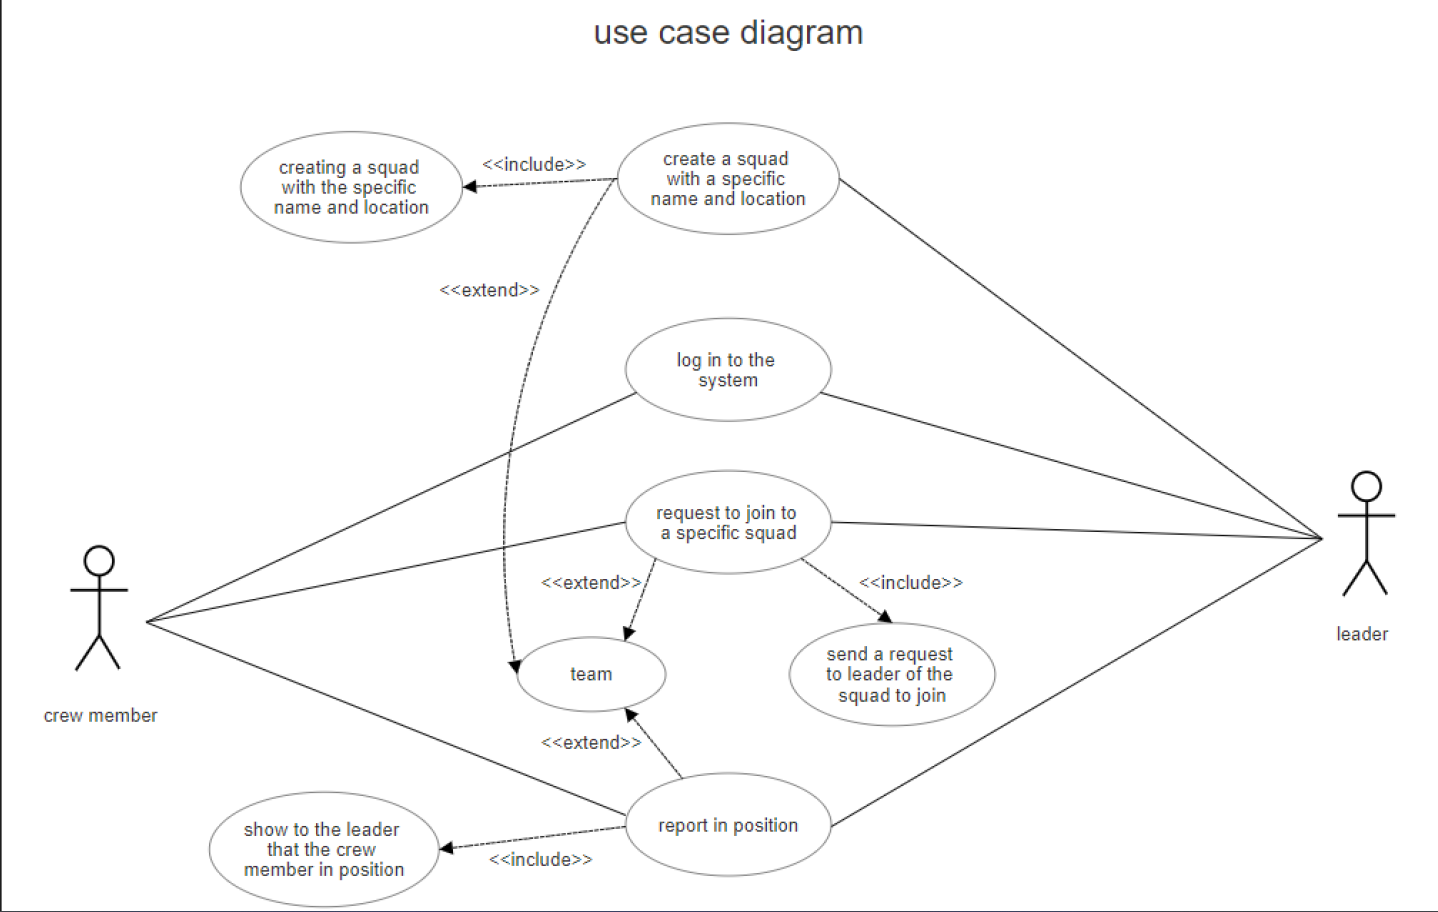 use case diagram
creating a squad
with the specific
name and location
<<include>>
create a squad
with a specific
name and location
<<extend>>
log in to the
system
request to join to
a specific squad
<<extend>>
<<include>>
leader
team
send a request
to leader of the
squad to join
crew member
<<extend>>
show to the leader
that the crew
member in position
<<include>>
report in position